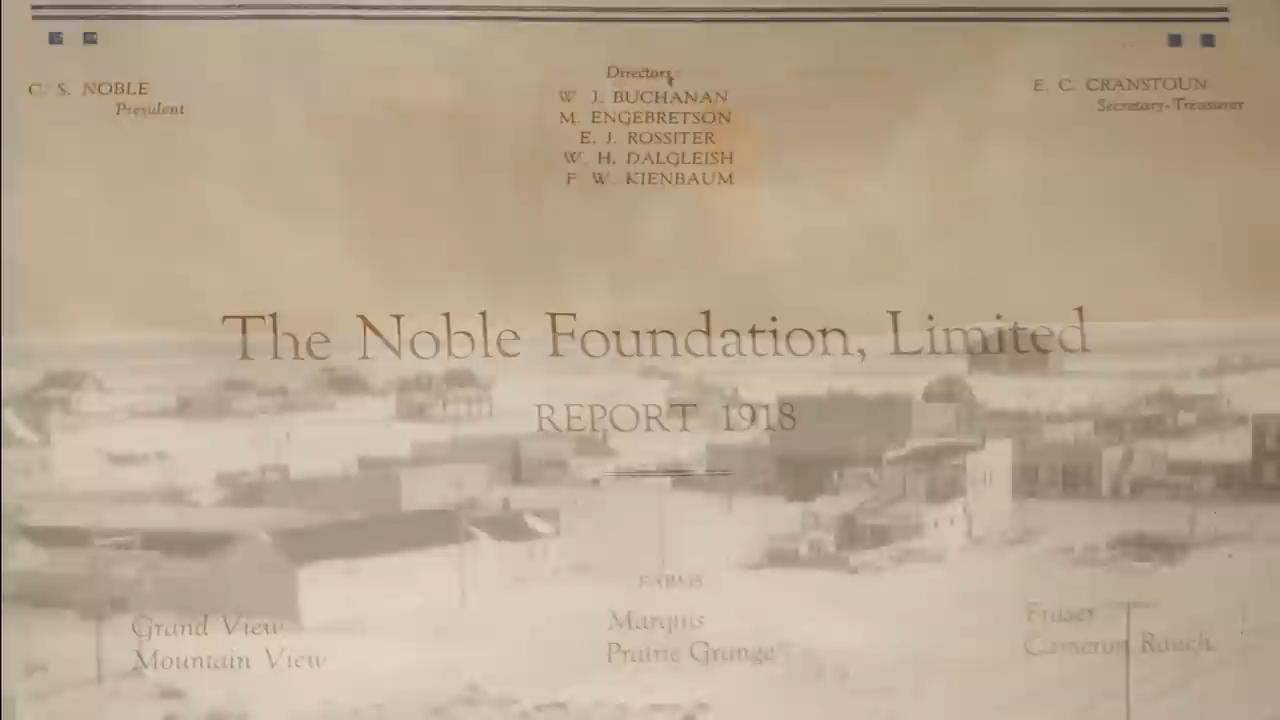 C. S. NOBLE
President
Directors:
W. J. BUCHANAN
M. ENGEBRETSON
E. J. ROSSITER
W. H. DALGLEISH
F. W. KIENBAUM
E. C. CRANSTOUN
Secretary-Treasurer
The Noble Foundation, Limited
REPORT 1918
FARMS
Grand View
Mountain View
Marquis
Prairie Grange
Fraser
Cameron Ranch